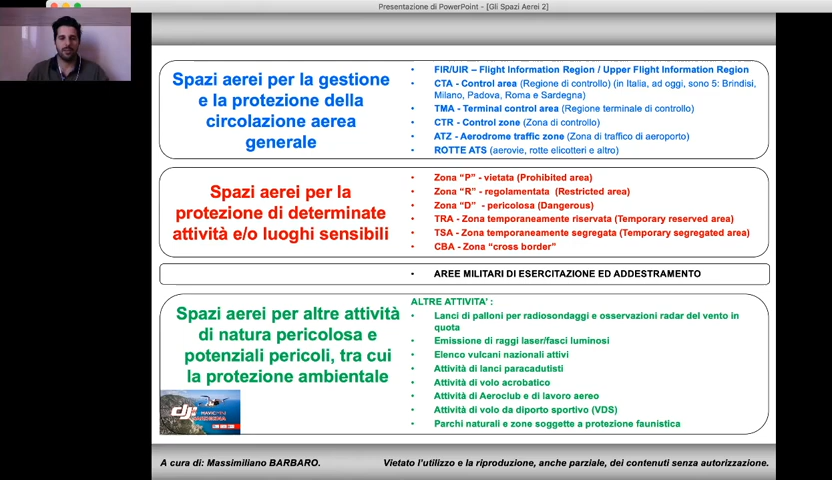 Presentazione di PowerPoint - [Gli Spazi Aerei 2]
Spazi aerei per la gestione
e la protezione della
circolazione aerea
generale
• FIR/UIR – Flight Information Region / Upper Flight Information Region
• CTA - Control area (Regione di controllo) (in Italia, ad oggi, sono 5: Brindisi,
Milano, Padova, Roma e Sardegna)
• TMA - Terminal control area (Regione terminale di controllo)
• CTR - Control zone (Zona di controllo)
• ATZ – Aerodrome traffic zone (Zona di traffico di aeroporto)
• ROTTE ATS (aerovie, rotte elicotteri e altro)
Spazi aerei per la
protezione di determinate
attività e/o luoghi sensibili
• Zona “P” - vietata (Prohibited area)
• Zona “R” - regolamentata (Restricted area)
• Zona “D” - pericolosa (Dangerous)
• TRA - Zona temporaneamente riservata (Temporary reserved area)
• TSA - Zona temporaneamente segregata (Temporary segregated area)
• CBA - Zona “cross border”
• AREE MILITARI DI ESERCITAZIONE ED ADDESTRAMENTO
Spazi aerei per altre attività
di natura pericolosa e
potenziali pericoli, tra cui
la protezione ambientale
ALTRE ATTIVITA’ :
• Lanci di palloni per radiosondaggi e osservazioni radar del vento in
quota
• Emissione di raggi laser/fasci luminosi
• Elenco vulcani nazionali attivi
• Attività di lanci paracadutisti
• Attività di volo acrobatico
• Attività di Aeroclub e di lavoro aereo
• Attività di volo da diporto sportivo (VDS)
• Parchi naturali e zone soggette a protezione faunistica
dji
A cura di: Massimiliano BARBARO.
Vietato l’utilizzo e la riproduzione, anche parziale, dei contenuti senza autorizzazione.